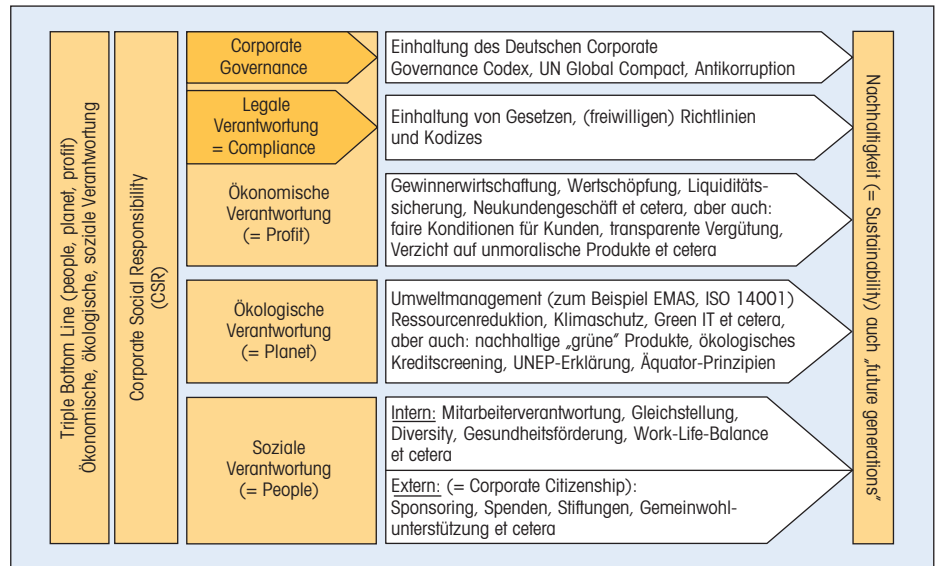 Triple Bottom Line (people, planet, profit)
Ökonomische, ökologische, soziale Verantwortung
Corporate Social Responsibility
(CSR)
Corporate
Governance
Einhaltung des Deutschen Corporate
Governance Codex, UN Global Compact, Antikorruption
Legale
Verantwortung
= Compliance
Einhaltung von Gesetzen, (freiwilligen) Richtlinien
und Kodizes
Ökonomische
Verantwortung
(= Profit)
Gewinnerwirtschaftung, Wertschöpfung, Liquiditäts-
sicherung, Neukundengeschäft et cetera, aber auch:
faire Konditionen für Kunden, transparente Vergütung,
Verzicht auf unmoralische Produkte et cetera
Ökologische
Verantwortung
(= Planet)
Umweltmanagement (zum Beispiel EMAS, ISO 14001)
Ressourcenreduktion, Klimaschutz, Green IT et cetera,
aber auch: nachhaltige „grüne“ Produkte, ökologisches
Kreditscreening, UNEP-Erklärung, Äquator-Prinzipien
Soziale
Verantwortung
(= People)
Intern: Mitarbeiterverantwortung, Gleichstellung,
Diversity, Gesundheitsförderung, Work-Life-Balance
et cetera
Extern: (= Corporate Citizenship):
Sponsoring, Spenden, Stiftungen, Gemeinwohl-
unterstützung et cetera
Nachhaltigkeit (= Sustainability) auch „future generations“